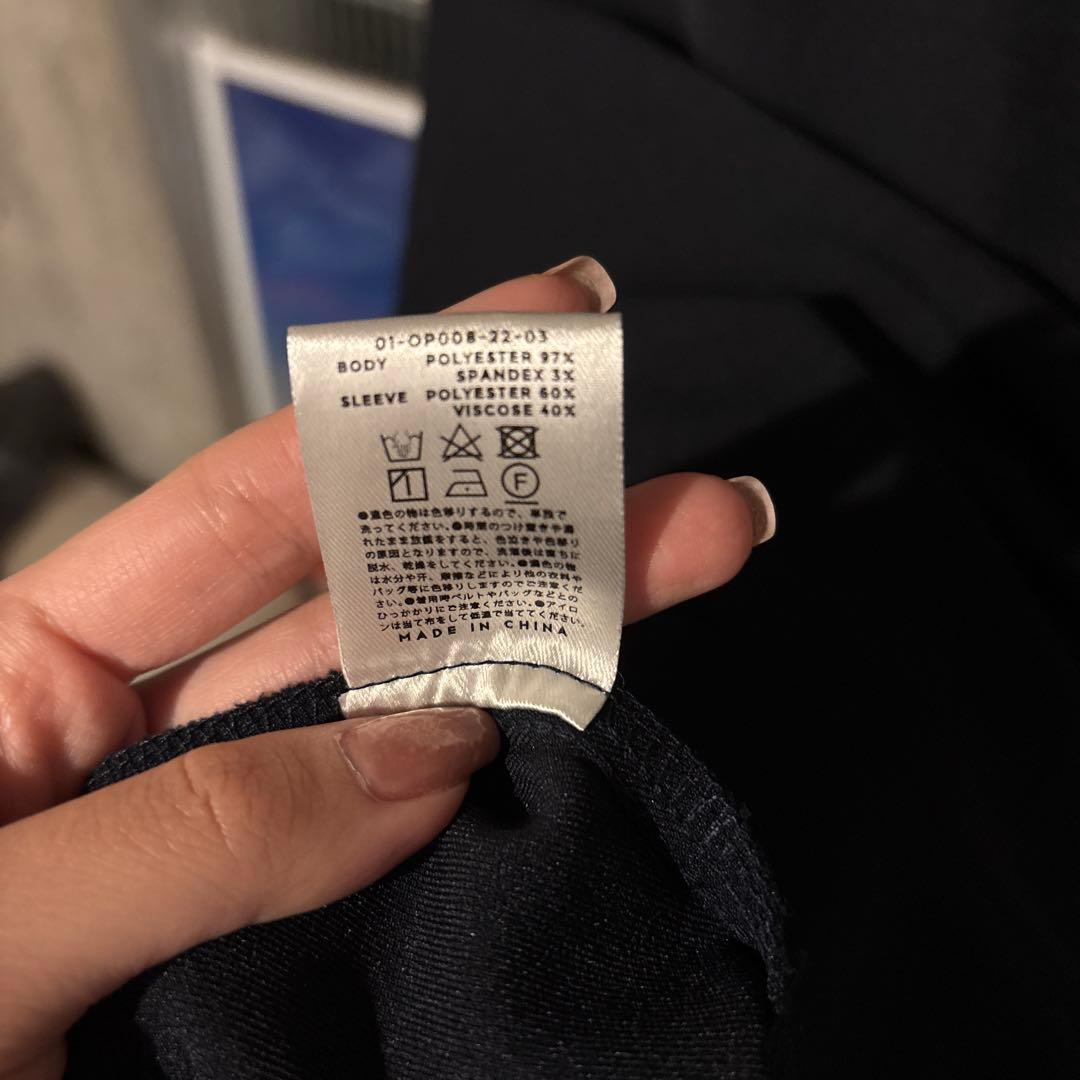 01-OP008-22-03
BODY POLYESTER 97%
SPANDEX 3%
SLEEVE POLYESTER 60%
VISCOSE 40%
F
●濃色の物は色移りするので、単独で
洗ってください。●時間のつけ置きや濡
れたまま放置をすると、色泣きや色移り
の原因となりますので、洗濯後は直ちに
脱水、乾燥をしてください。●濃色の物
は水分や汗、摩擦などにより他の衣料や
バッグ等に色移りしますのでご注意くだ
さい。●着用時ベルトやバッグなどとの
ひっかかりにご注意ください。●アイロ
ンは当て布をして低温で当ててください。
MADE IN CHINA